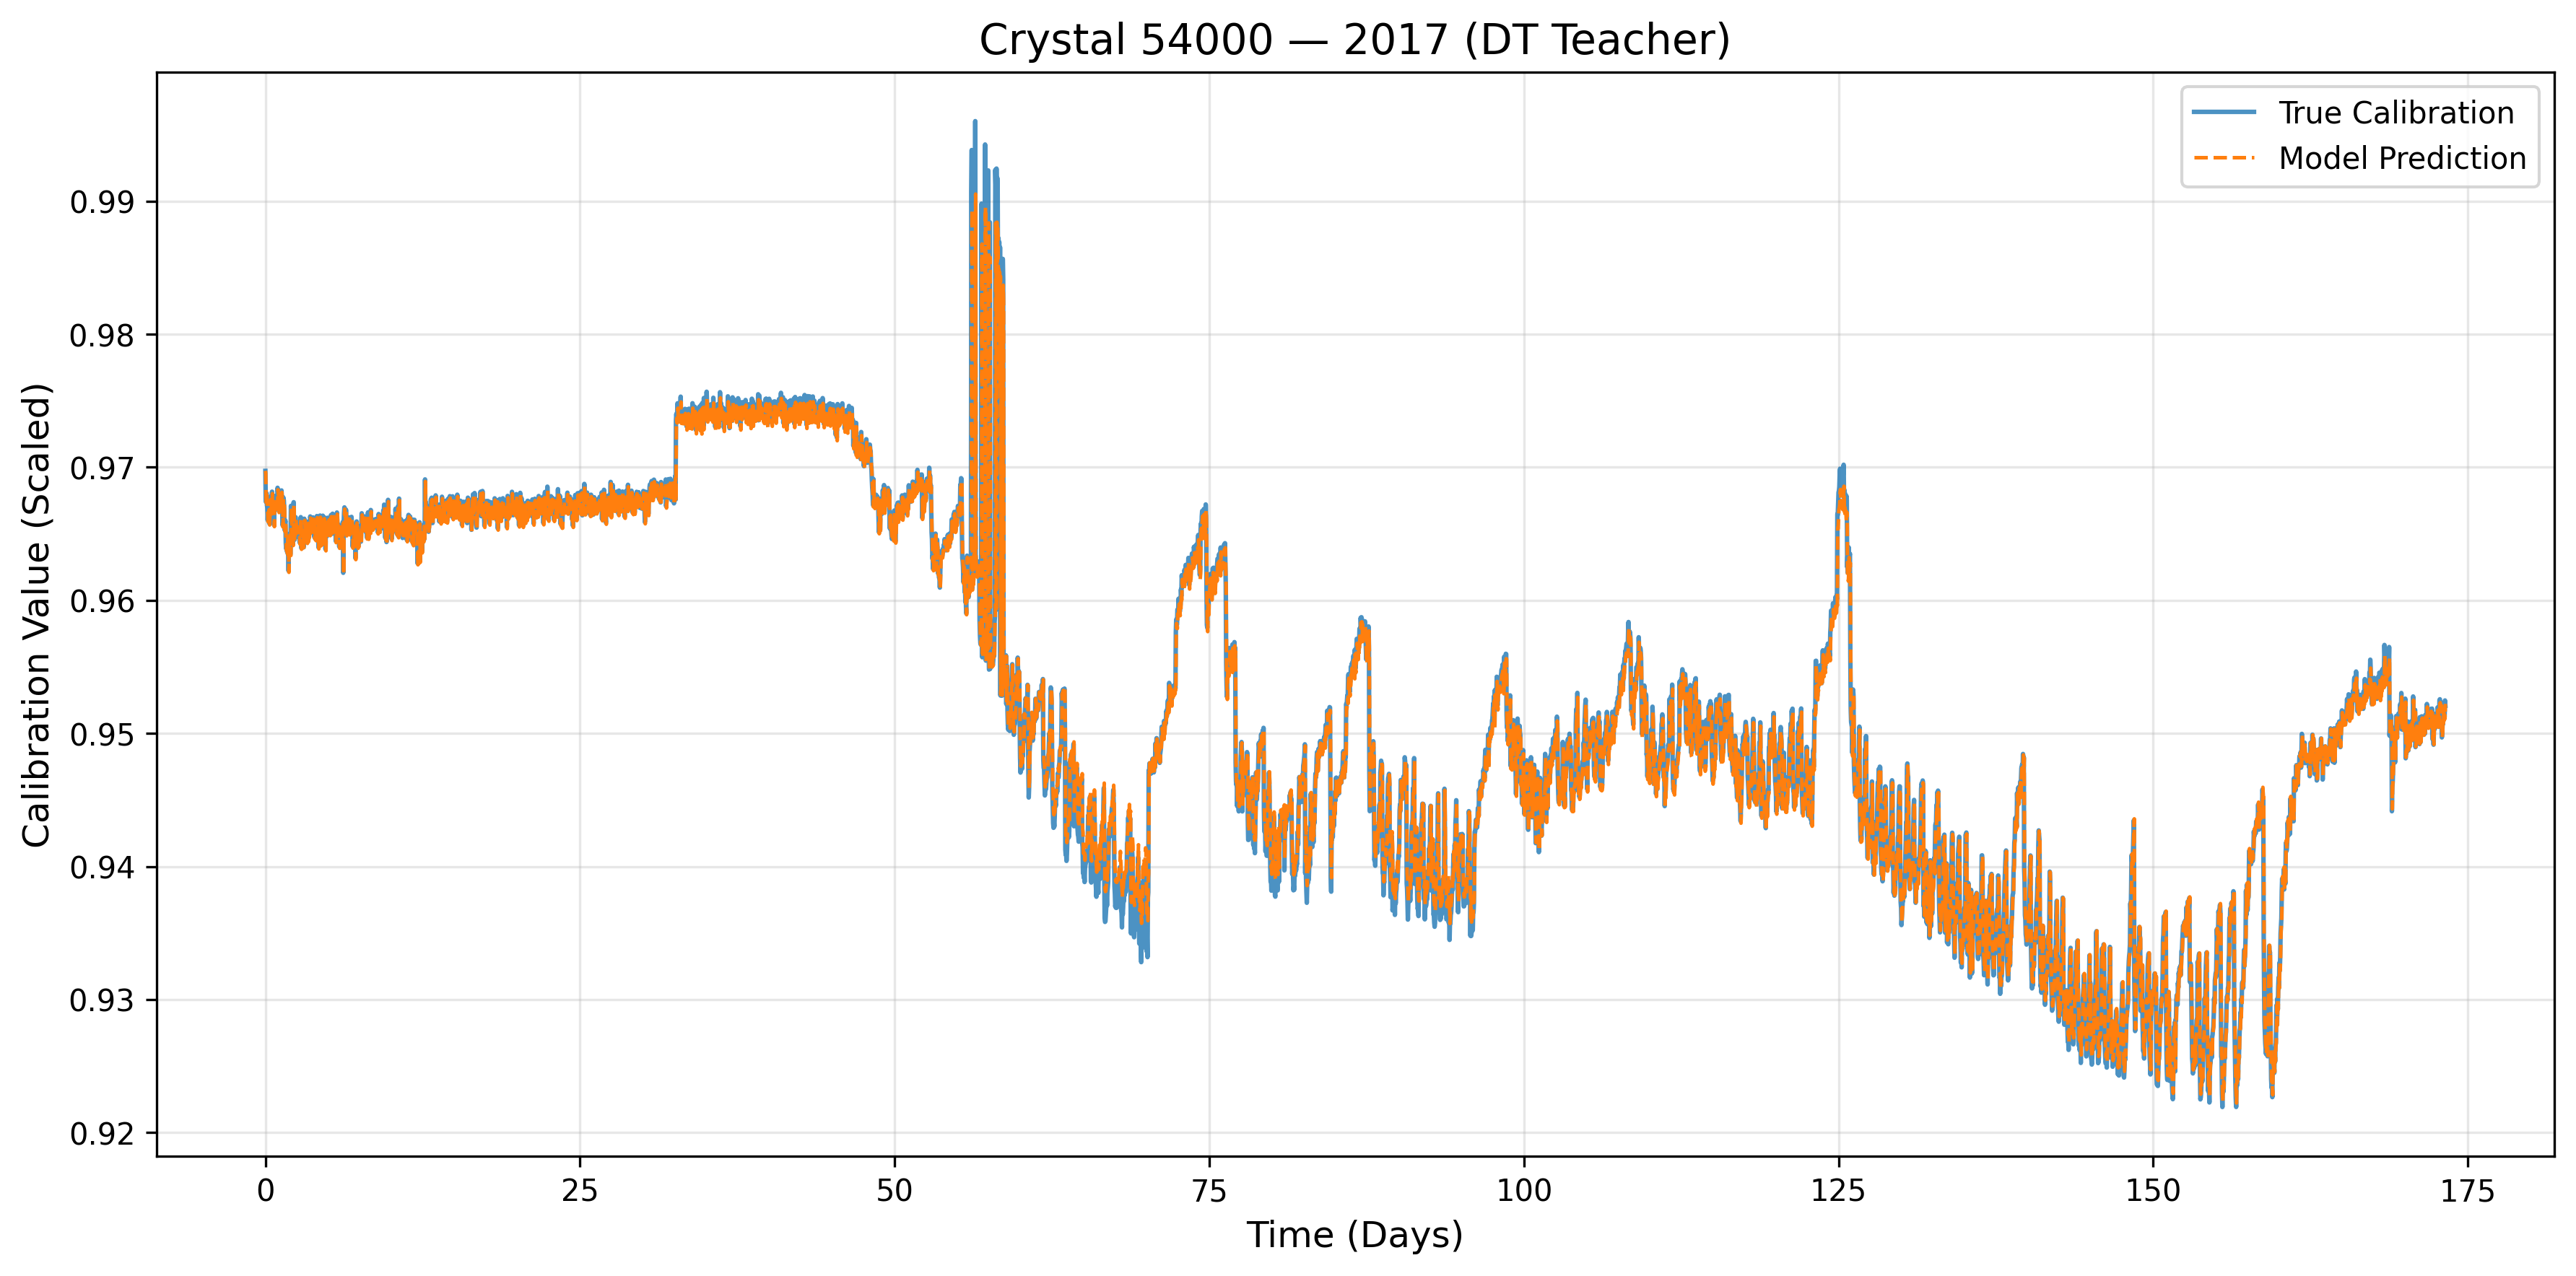 Crystal 54000 — 2017 (DT Teacher)
True Calibration
Model Prediction
Calibration Value (Scaled)
0.99
0.98
0.97
0.96
0.95
0.94
0.93
0.92
0 25 50 75 100 125 150 175
Time (Days)